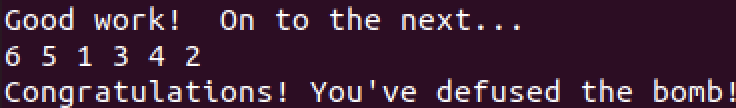 Good work!  On to the next...
6 5 1 3 4 2
Congratulations! You've defused the bomb!